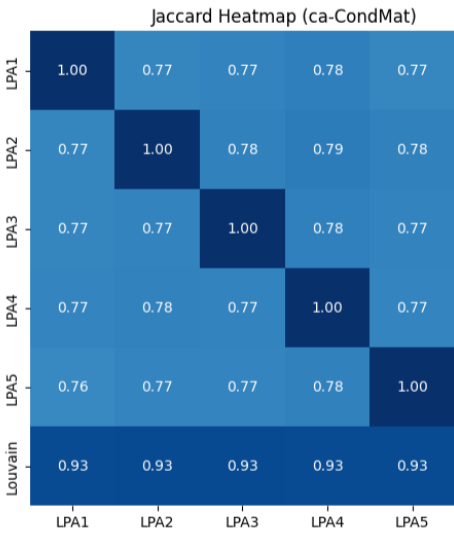 Jaccard Heatmap (ca-CondMat)
LPA1 1.00 0.77 0.77 0.78 0.77
LPA2 0.77 1.00 0.78 0.79 0.78
LPA3 0.77 0.77 1.00 0.78 0.77
LPA4 0.77 0.78 0.77 1.00 0.77
LPA5 0.76 0.77 0.77 0.78 1.00
Louvain 0.93 0.93 0.93 0.93 0.93
LPA1 LPA2 LPA3 LPA4 LPA5